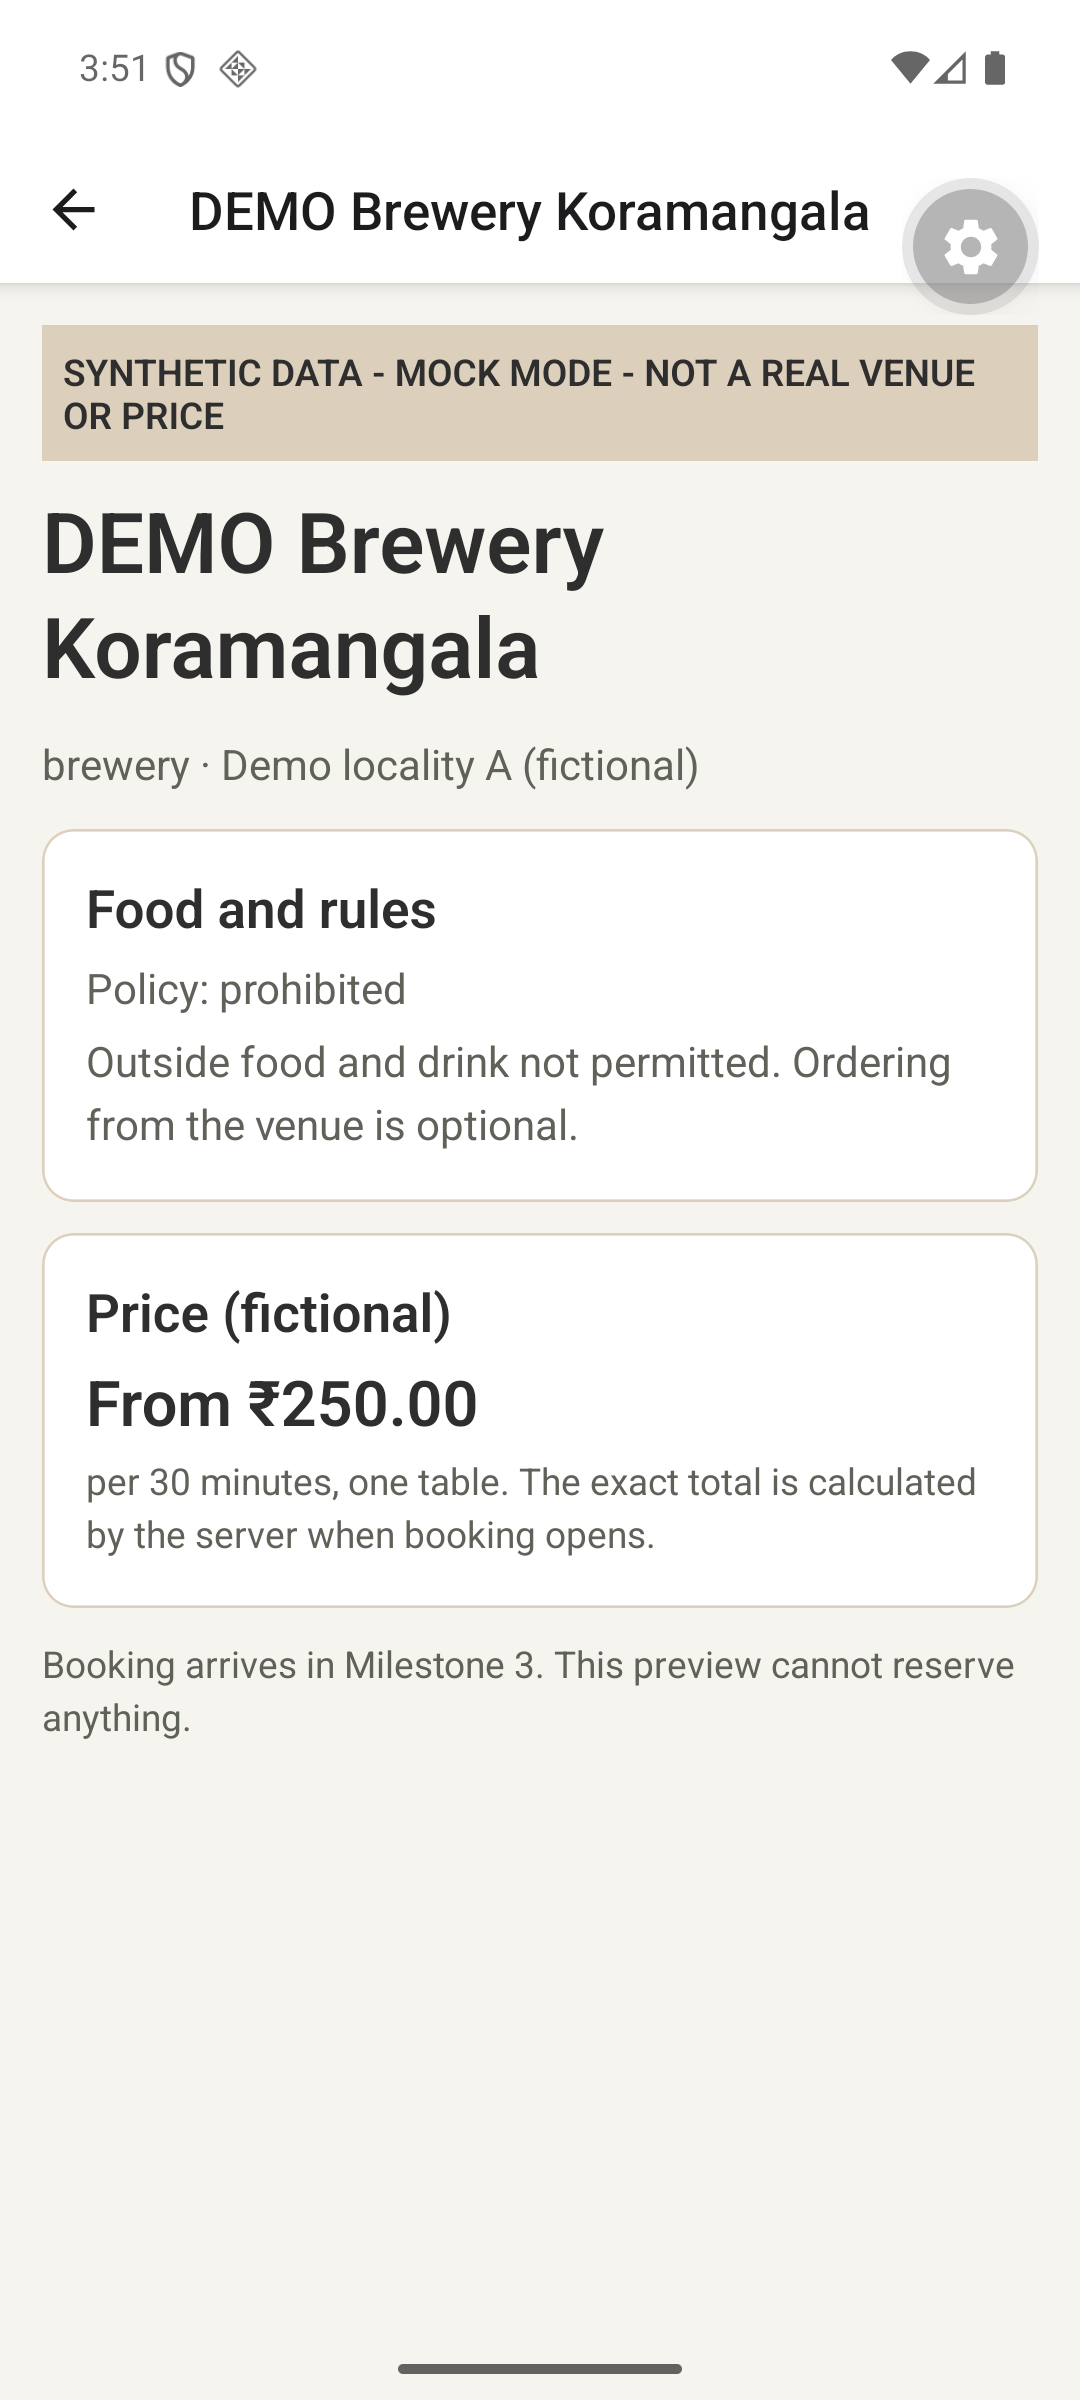 3:51
DEMO Brewery Koramangala
SYNTHETIC DATA - MOCK MODE - NOT A REAL VENUE
OR PRICE
DEMO Brewery
Koramangala
brewery · Demo locality A (fictional)
Food and rules
Policy: prohibited
Outside food and drink not permitted. Ordering
from the venue is optional.
Price (fictional)
From ₹250.00
per 30 minutes, one table. The exact total is calculated
by the server when booking opens.
Booking arrives in Milestone 3. This preview cannot reserve
anything.